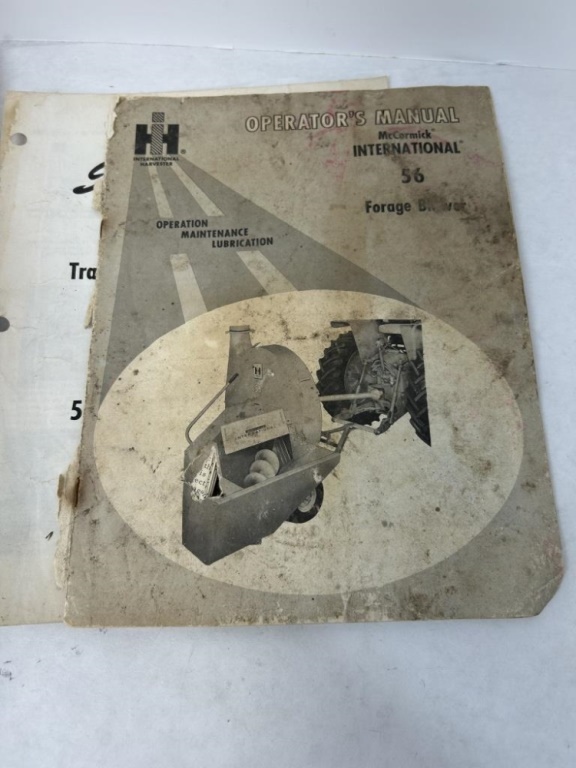 OPERATOR'S MANUAL
McCormick
INTERNATIONAL
56
Forage
IH
INTERNATIONAL
HARVESTER
®
OPERATION
MAINTENANCE
LUBRICATION
S
Tra
5